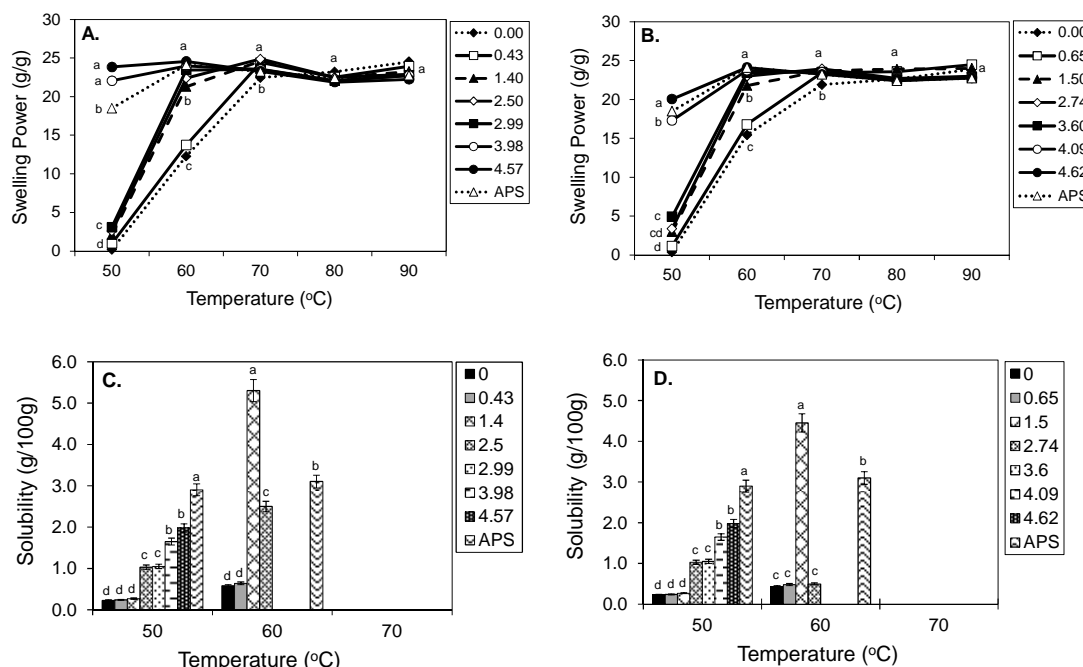 A.
Swelling Power (g/g)
30
25
20
15
10
5
0
50 60 70 80 90
Temperature (oC)
a
a
b
c
d
a
b
c
a
b
a
a
0.00
0.43
1.40
2.50
2.99
3.98
4.57
APS
B.
Swelling Power (g/g)
30
25
20
15
10
5
0
50 60 70 80 90
Temperature (oC)
a
b
c
cd
d
a
b
c
a
b
a
a
0.00
0.65
1.50
2.74
3.60
4.09
4.62
APS
C.
Solubility (g/100g)
6.0
5.0
4.0
3.0
2.0
1.0
0.0
50 60 70
Temperature (oC)
d d d c c b b a
d d a c b
0
0.43
1.4
2.5
2.99
3.98
4.57
APS
D.
Solubility (g/100g)
6.0
5.0
4.0
3.0
2.0
1.0
0.0
50 60 70
Temperature (oC)
d d d c c b b a
c c a c b
0
0.65
1.5
2.74
3.6
4.09
4.62
APS